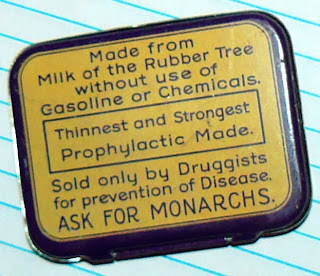 Made from
Milk of the Rubber Tree
without use of
Gasoline or Chemicals.
Thinnest and Strongest
Prophylactic Made.
Sold only by Druggists
for prevention of Disease.
ASK FOR MONARCHS.